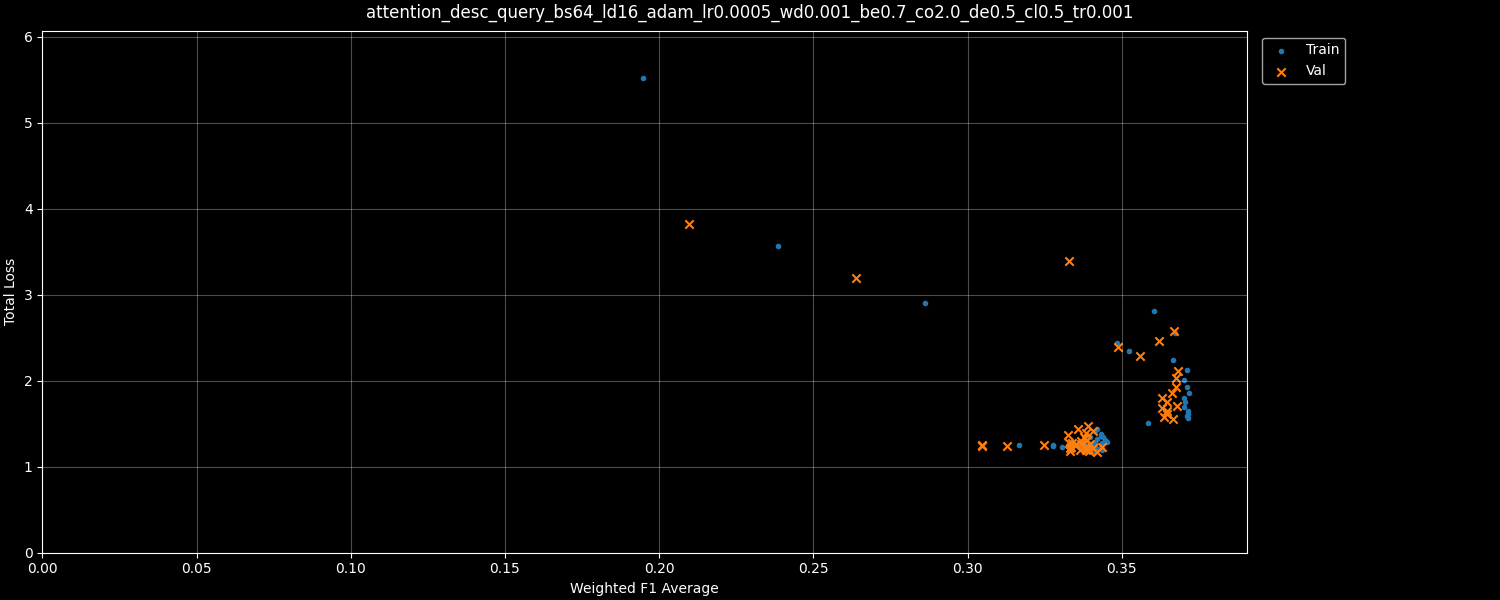 attention_desc_query_bs64_ld16_adam_lr0.0005_wd0.001_be0.7_co2.0_de0.5_cl0.5_tr0.001
Train
Val
6
5
4
3
2
1
0
Total Loss
0.00 0.05 0.10 0.15 0.20 0.25 0.30 0.35
Weighted F1 Average